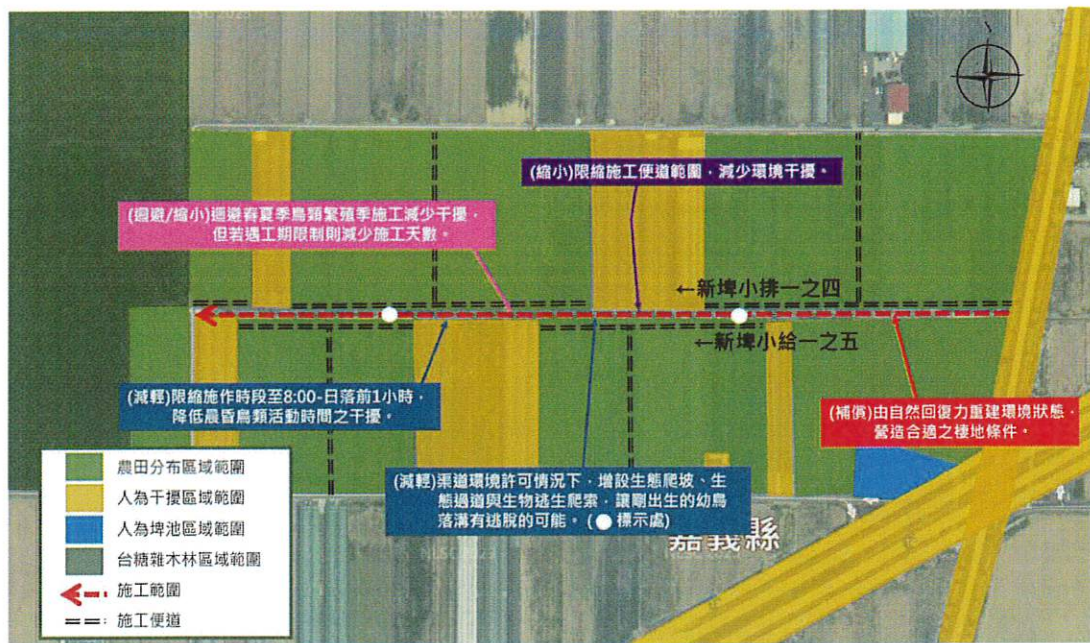 (縮小)限縮施工便道範圍，減少環境干擾。
(迴避/縮小)迴避春夏季鳥類繁殖季施工減少干擾，
但若遇工期限制則減少施工天數。
←新埤小排一之四
←新埤小給一之五
(減輕)限縮施作時段至8:00-日落前1小時，
降低晨昏鳥類活動時間之干擾。
(補償)由自然回復力重建環境狀態，
營造合適之棲地條件。
(減輕)渠道環境許可情況下，增設生態爬坡、生
態通道與生物逃生爬索，讓剛出生的幼鳥
落溝有逃脫的可能。(●標示處)
嘉義縣
農田分布區域範圍
人為干擾區域範圍
人為埤池區域範圍
台糖雜木林區域範圍
施工範圍
施工便道